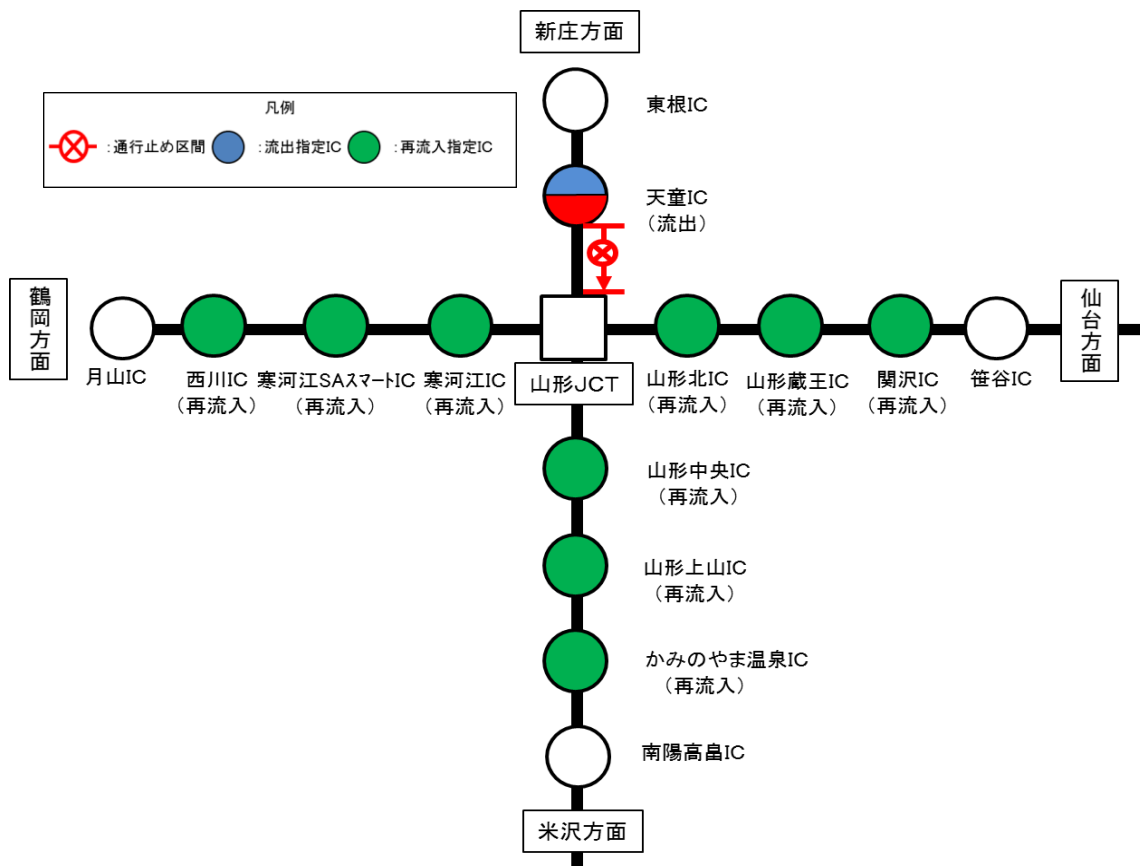 新庄方面
東根IC
凡例
:通行止め区間
:流出指定IC
:再流入指定IC
天童IC
(流出)
鶴岡方面
仙台方面
月山IC
西川IC
(再流入)
寒河江SAスマートIC
(再流入)
寒河江IC
(再流入)
山形JCT
山形北IC
(再流入)
山形蔵王IC
(再流入)
関沢IC
(再流入)
笹谷IC
山形中央IC
(再流入)
山形上山IC
(再流入)
かみのやま温泉IC
(再流入)
南陽高畠IC
米沢方面